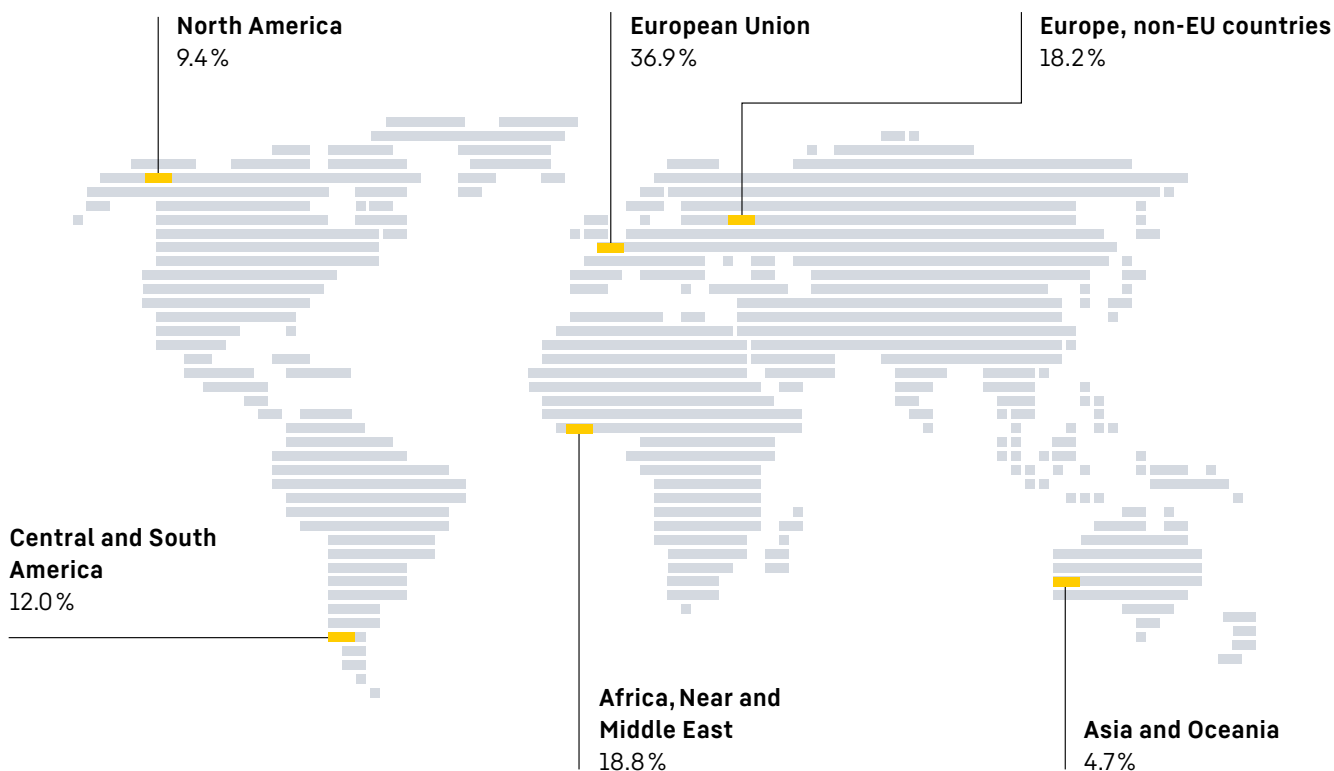 North America
9.4 %
European Union
36.9 %
Europe, non-EU countries
18.2 %
Central and South
America
12.0 %
Africa, Near and
Middle East
18.8 %
Asia and Oceania
4.7 %